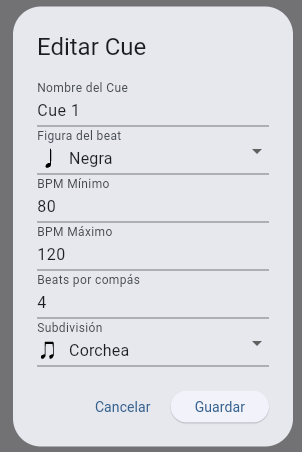 Editar Cue
Nombre del Cue
Cue 1
Figura del beat
Negra
BPM Mínimo
80
BPM Máximo
120
Beats por compás
4
Subdivisión
Corchea
Cancelar
Guardar